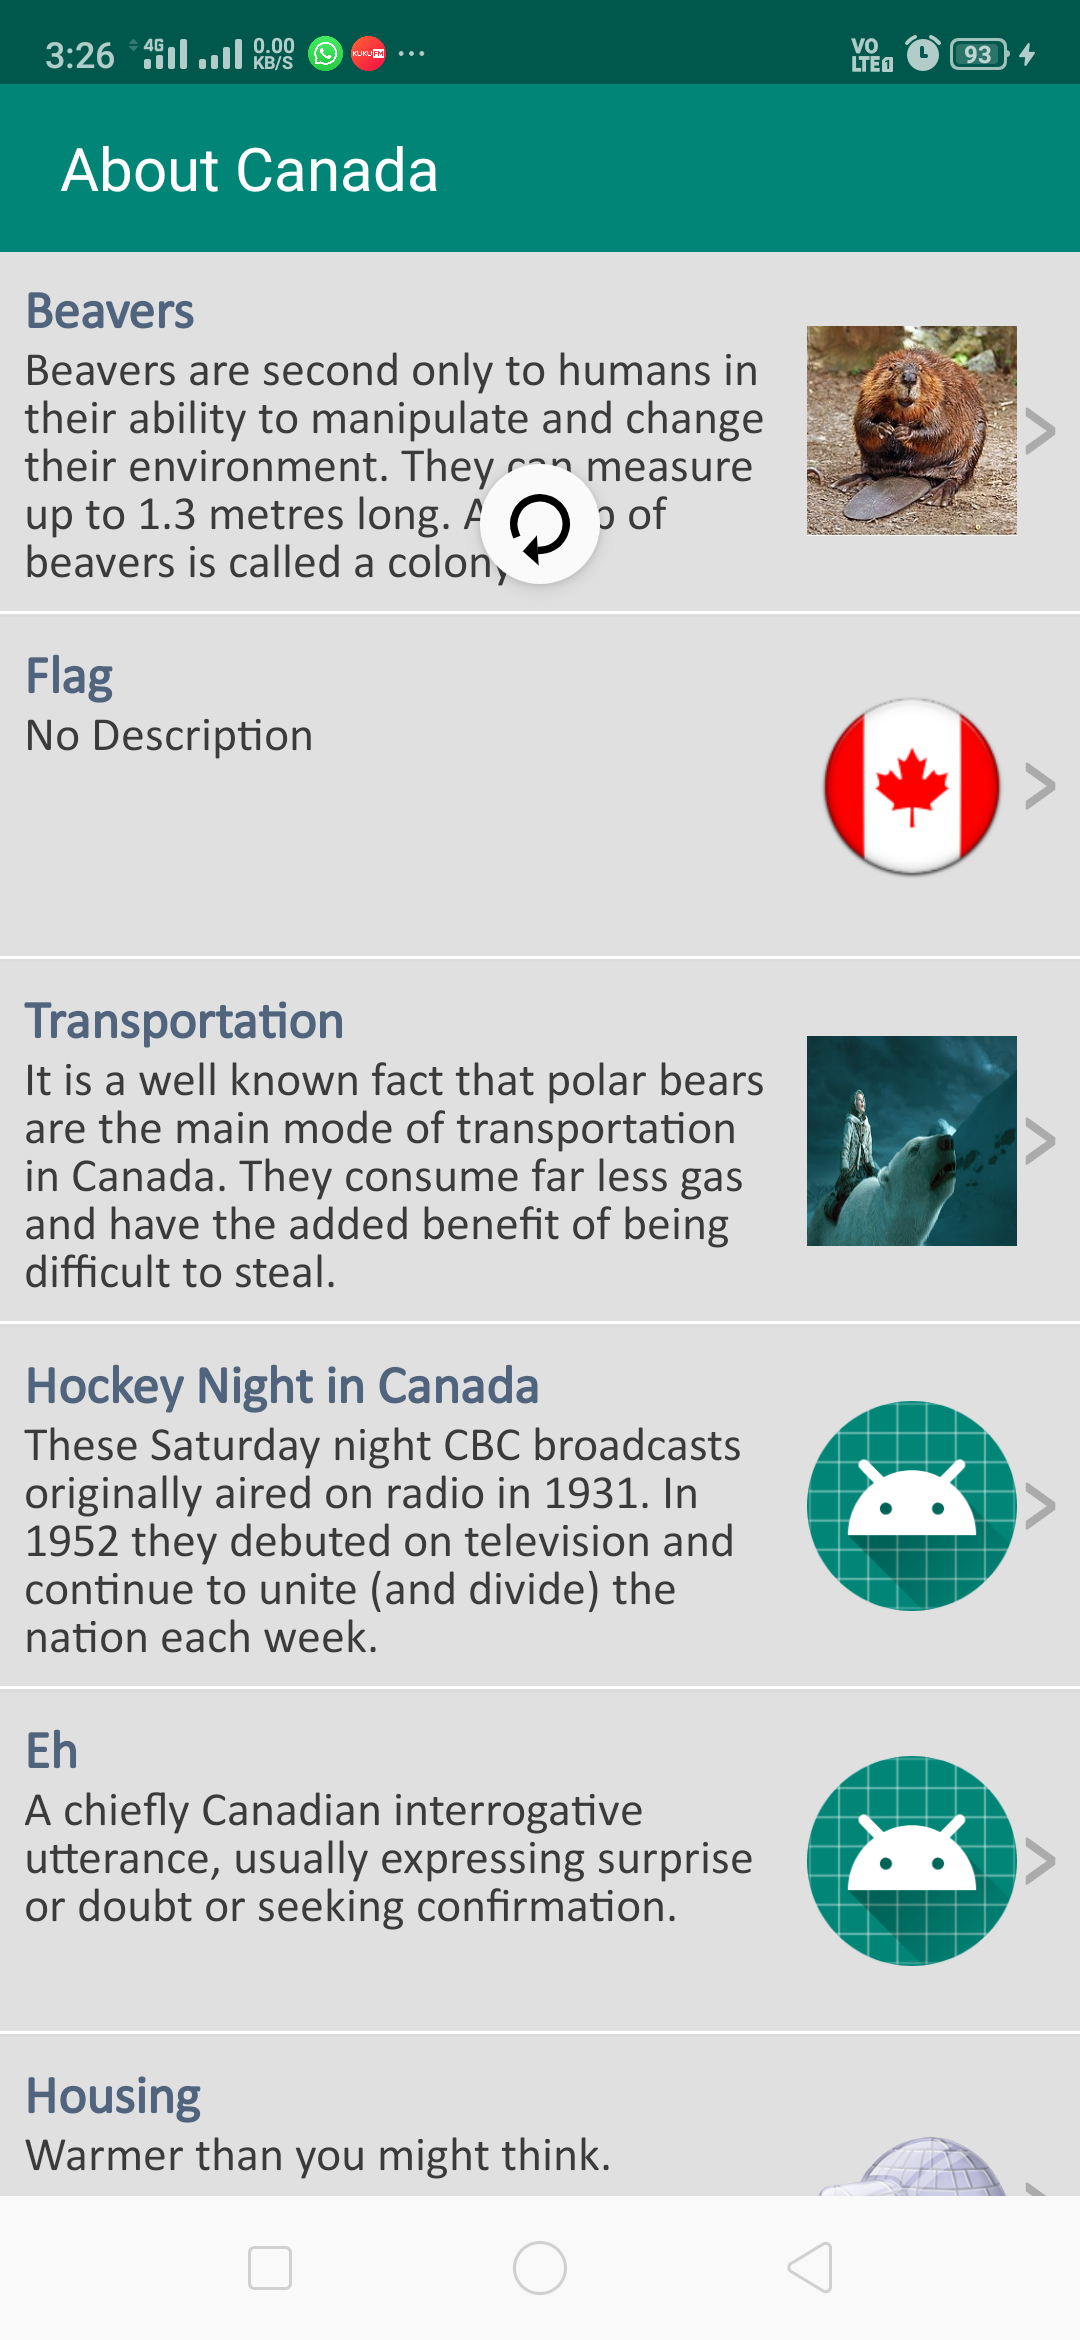 3:26 4G 0.00 KB/S KUKU FM VO LTE 1 93
About Canada
Beavers
Beavers are second only to humans in
their ability to manipulate and change
their environment. They can measure
up to 1.3 metres long. A of
beavers is called a colony
Flag
No Description
Transportation
It is a well known fact that polar bears
are the main mode of transportation
in Canada. They consume far less gas
and have the added benefit of being
difficult to steal.
Hockey Night in Canada
These Saturday night CBC broadcasts
originally aired on radio in 1931. In
1952 they debuted on television and
continue to unite (and divide) the
nation each week.
Eh
A chiefly Canadian interrogative
utterance, usually expressing surprise
or doubt or seeking confirmation.
Housing
Warmer than you might think.